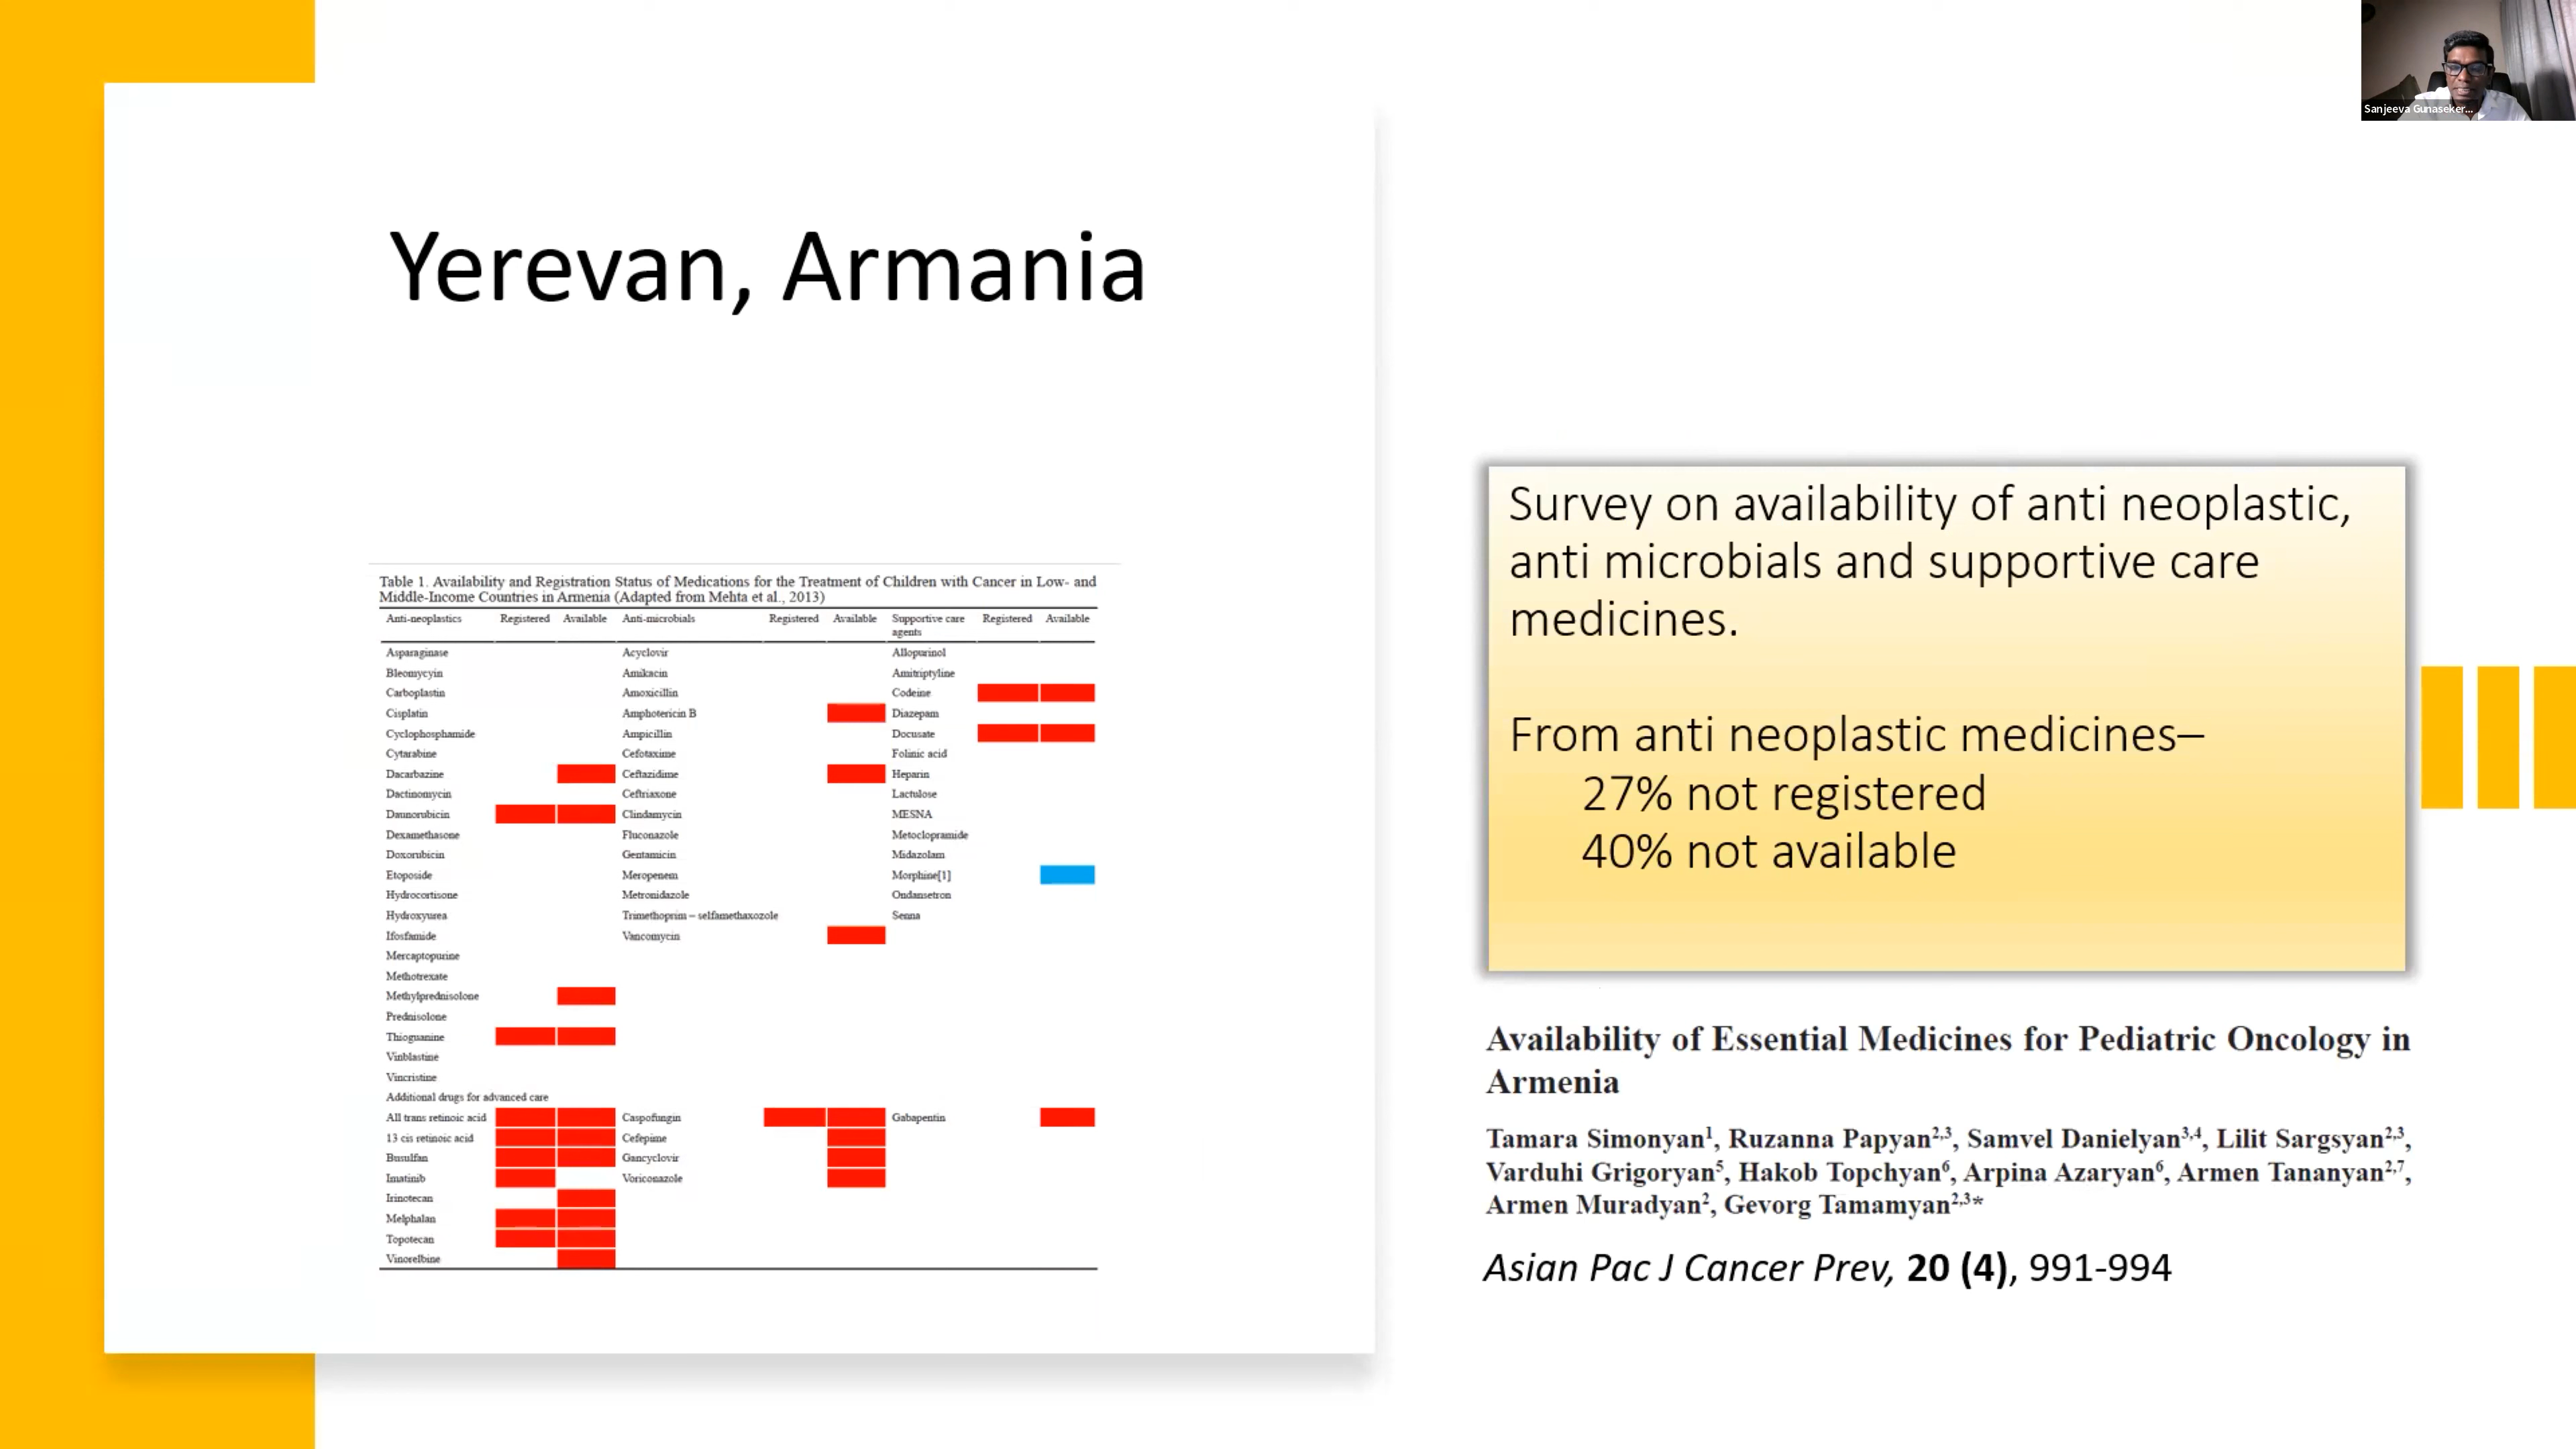 Sanjeeva Gunaseker...
Yerevan, Armania
Table 1. Availability and Registration Status of Medications for the Treatment of Children with Cancer in Low- and
Middle-Income Countries in Armenia (Adapted from Mehta et al., 2013)
Anti-neoplastics Registered Available Anti-microbials Registered Available Supportive care agents Registered Available
Asparaginase Acyclovir Allopurinol
Bleomycyin Amikacin Amitriptyline
Carboplastin Amoxicillin Codeine
Cisplatin Amphotericin B Diazepam
Cyclophosphamide Ampicillin Docusate
Cytarabine Cefotaxime Folinic acid
Dacarbazine Ceftazidime Heparin
Dactinomycin Ceftriaxone Lactulose
Daunorubicin Clindamycin MESNA
Dexamethasone Fluconazole Metoclopramide
Doxorubicin Gentamicin Midazolam
Etoposide Meropenem Morphine[1]
Hydrocortisone Metronidazole Ondansetron
Hydroxyurea Trimethoprim – selfamethaxozole Senna
Ifosfamide Vancomycin
Mercaptopurine
Methotrexate
Methylprednisolone
Prednisolone
Thioguanine
Vinblastine
Vincristine
Additional drugs for advanced care
All trans retinoic acid Caspofungin Gabapentin
13 cis retinoic acid Cefepime
Busulfan Gancyclovir
Imatinib Voriconazole
Irinotecan
Melphalan
Topotecan
Vinorelbine
Survey on availability of anti neoplastic,
anti microbials and supportive care
medicines.
From anti neoplastic medicines–
27% not registered
40% not available
Availability of Essential Medicines for Pediatric Oncology in
Armenia
Tamara Simonyan¹, Ruzanna Papyan²,³, Samvel Danielyan³,⁴, Lilit Sargsyan²,³,
Varduhi Grigoryan⁵, Hakob Topchyan⁶, Arpina Azaryan⁶, Armen Tananyan²,⁷,
Armen Muradyan², Gevorg Tamamyan²,³*
Asian Pac J Cancer Prev, 20 (4), 991-994